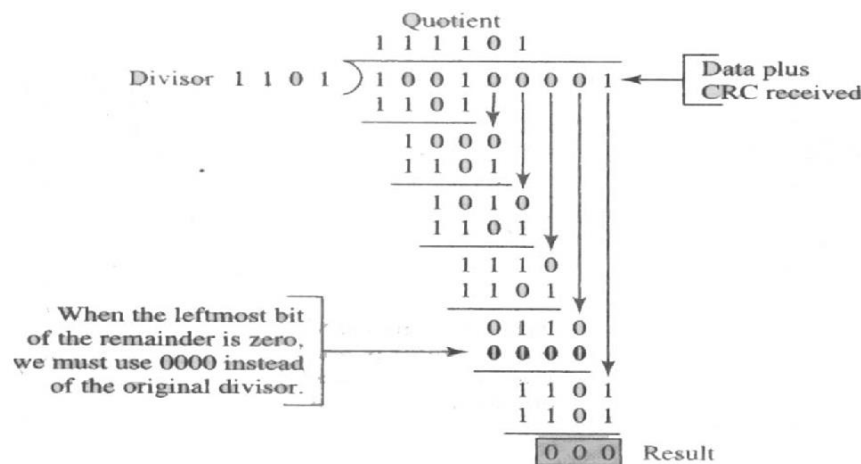 Quotient
1 1 1 1 0 1
Divisor 1 1 0 1 1 0 0 1 0 0 0 0 1
Data plus
CRC received
1 1 0 1
1 0 0 0
1 1 0 1
1 0 1 0
1 1 0 1
1 1 1 0
1 1 0 1
When the leftmost bit
of the remainder is zero,
we must use 0000 instead
of the original divisor.
0 1 1 0
0 0 0 0
1 1 0 1
1 1 0 1
0 0 0 Result